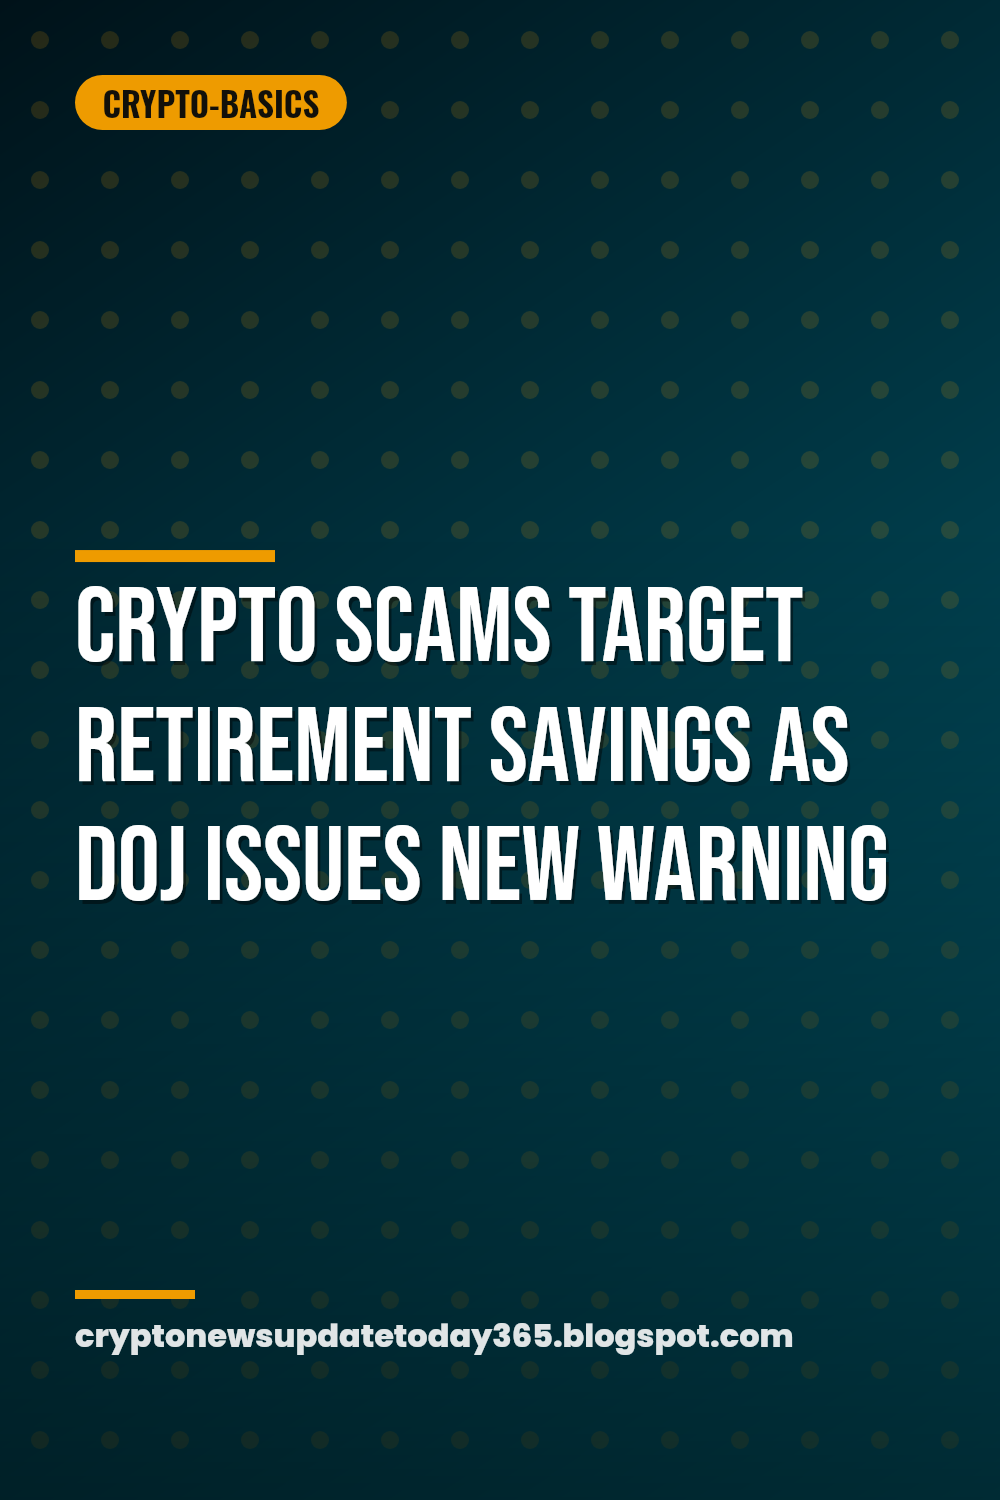 CRYPTO-BASICS
CRYPTO SCAMS TARGET
RETIREMENT SAVINGS AS
DOJ ISSUES NEW WARNING
cryptonewsupdatetoday365.blogspot.com